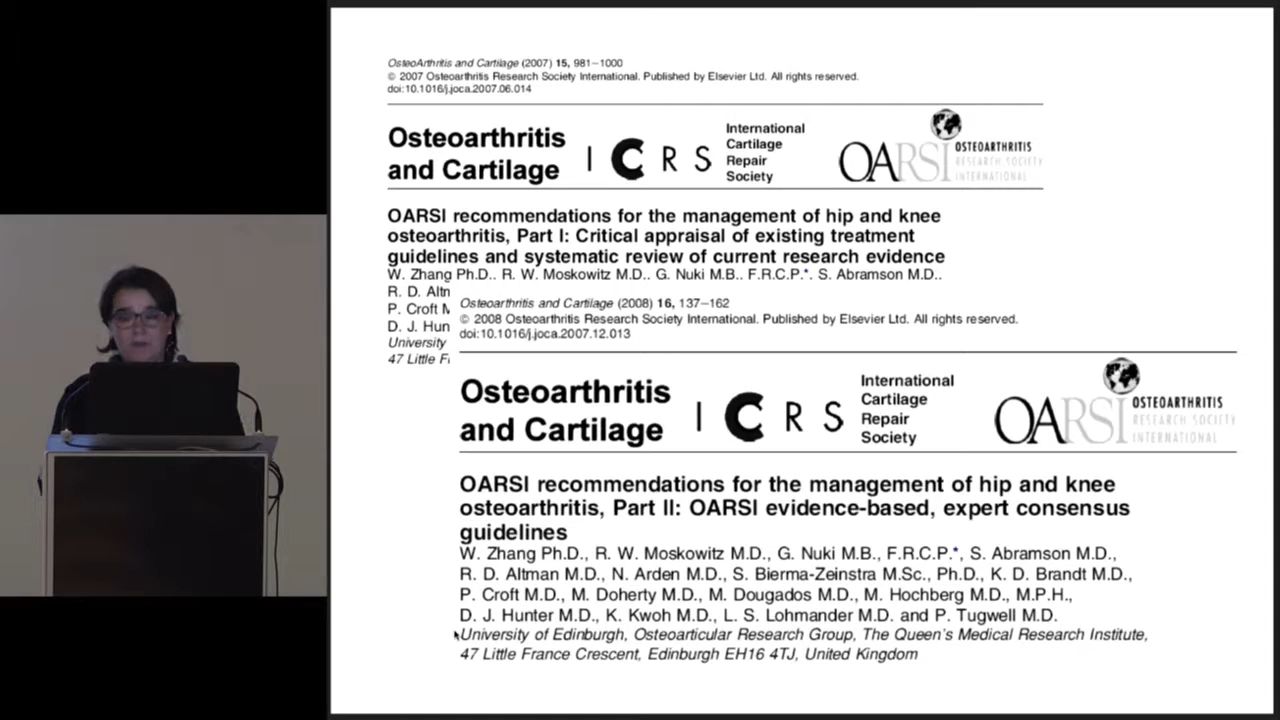 OsteoArthritis and Cartilage (2007) 15, 981–1000
© 2007 Osteoarthritis Research Society International. Published by Elsevier Ltd. All rights reserved.
doi:10.1016/j.joca.2007.06.014
Osteoarthritis
and Cartilage
I C R S
International
Cartilage
Repair
Society
OARSI
OSTEOARTHRITIS
RESEARCH SOCIETY
INTERNATIONAL
OARSI recommendations for the management of hip and knee
osteoarthritis, Part I: Critical appraisal of existing treatment
guidelines and systematic review of current research evidence
W. Zhang Ph.D., R. W. Moskowitz M.D., G. Nuki M.B., F.R.C.P.*, S. Abramson M.D.,
R. D. Altn
P. Croft M
D. J. Hun
University
47 Little Fi
Osteoarthritis and Cartilage (2008) 16, 137–162
© 2008 Osteoarthritis Research Society International. Published by Elsevier Ltd. All rights reserved.
doi:10.1016/j.joca.2007.12.013
Osteoarthritis
and Cartilage
I C R S
International
Cartilage
Repair
Society
OARSI
OSTEOARTHRITIS
RESEARCH SOCIETY
INTERNATIONAL
OARSI recommendations for the management of hip and knee
osteoarthritis, Part II: OARSI evidence-based, expert consensus
guidelines
W. Zhang Ph.D., R. W. Moskowitz M.D., G. Nuki M.B., F.R.C.P.*, S. Abramson M.D.,
R. D. Altman M.D., N. Arden M.D., S. Bierma-Zeinstra M.Sc., Ph.D., K. D. Brandt M.D.,
P. Croft M.D., M. Doherty M.D., M. Dougados M.D., M. Hochberg M.D., M.P.H.,
D. J. Hunter M.D., K. Kwoh M.D., L. S. Lohmander M.D. and P. Tugwell M.D.
University of Edinburgh, Osteoarticular Research Group, The Queen's Medical Research Institute,
47 Little France Crescent, Edinburgh EH16 4TJ, United Kingdom